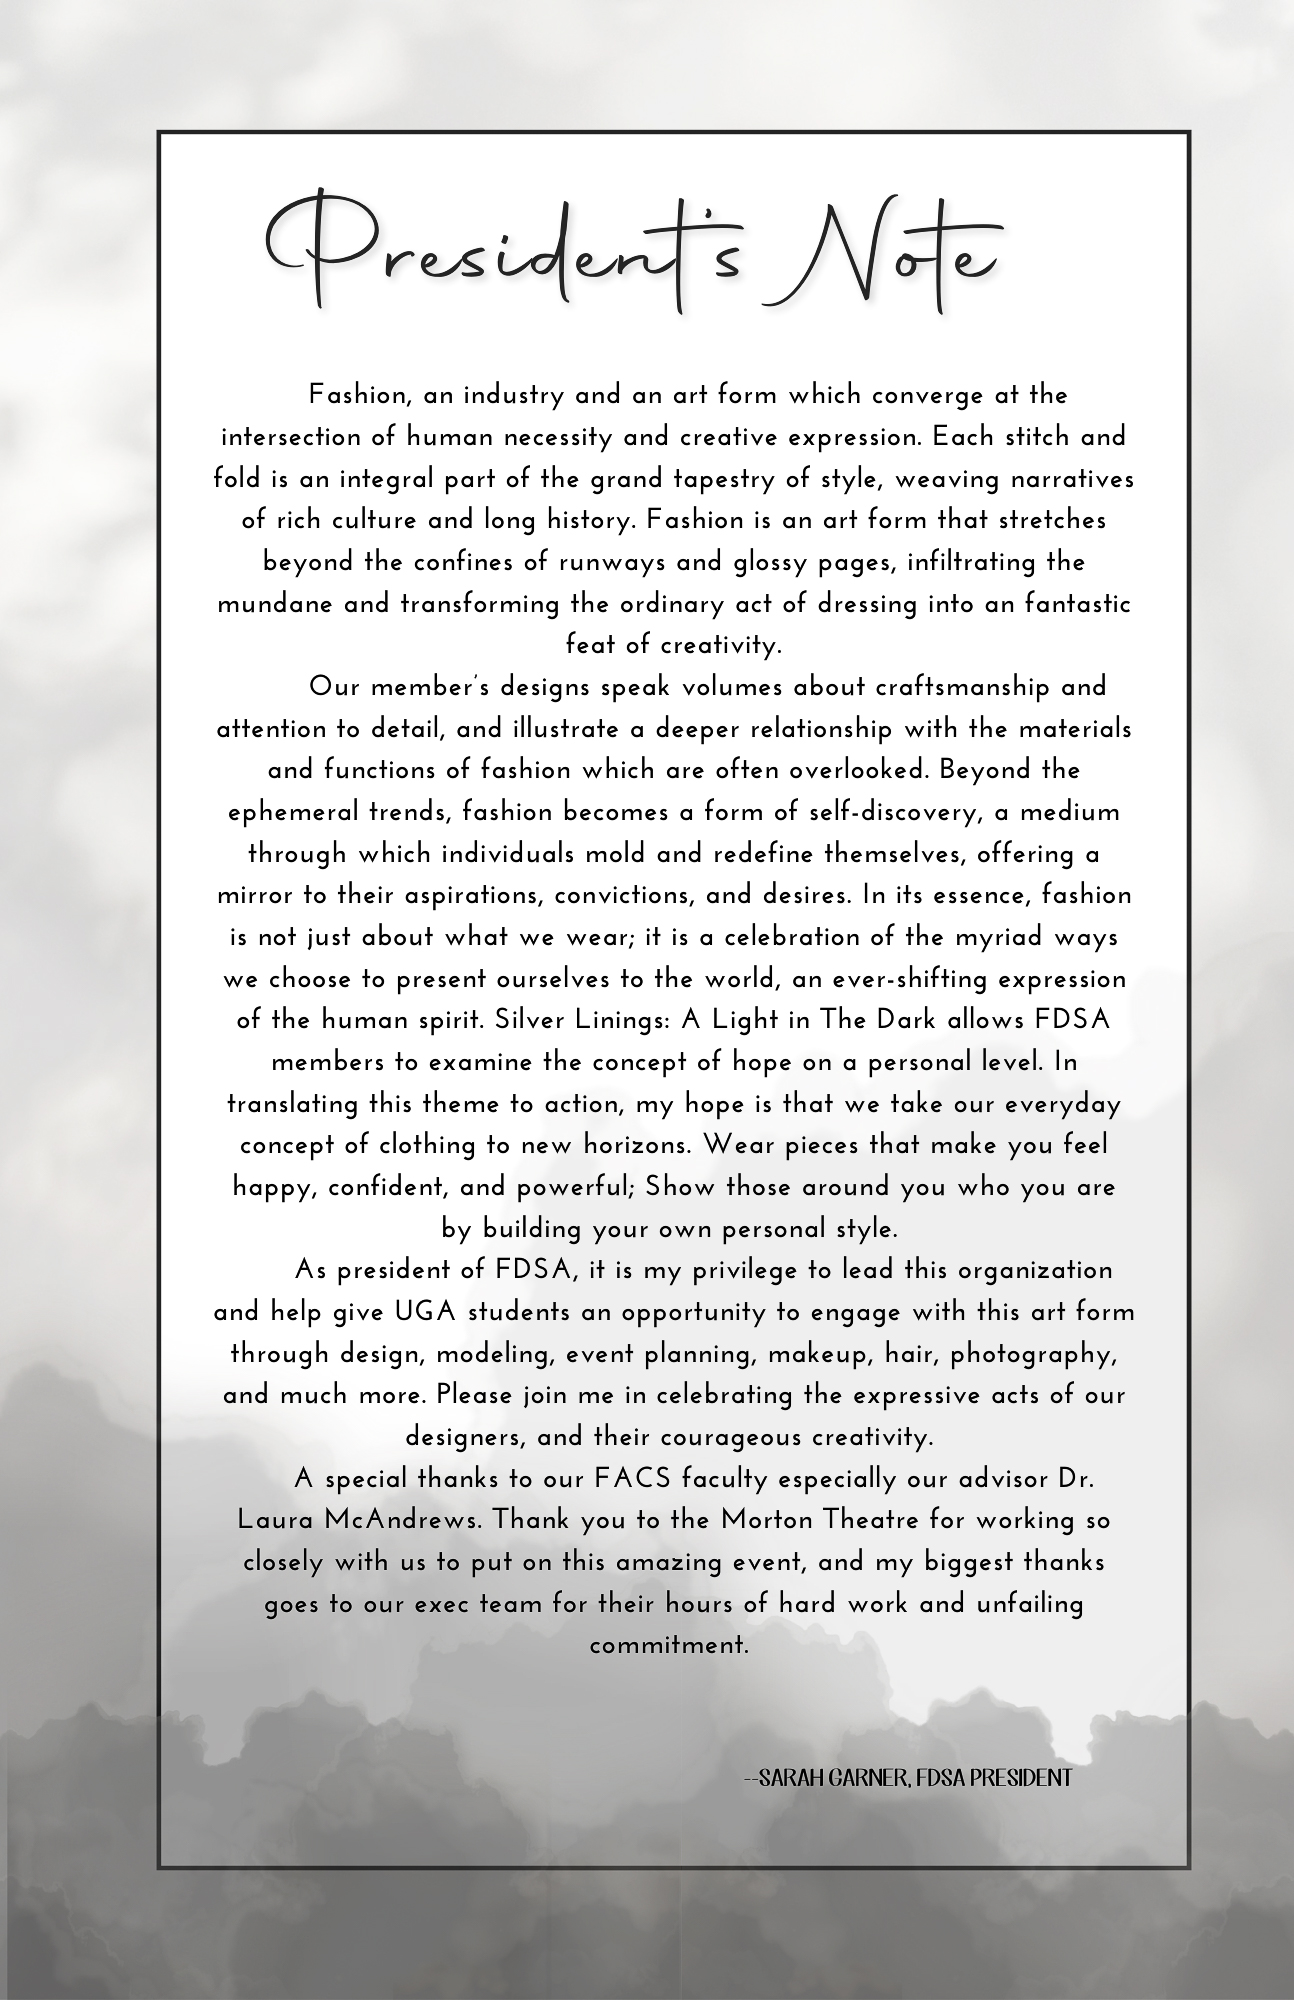 President's Note
Fashion, an industry and an art form which converge at the
intersection of human necessity and creative expression. Each stitch and
fold is an integral part of the grand tapestry of style, weaving narratives
of rich culture and long history. Fashion is an art form that stretches
beyond the confines of runways and glossy pages, infiltrating the
mundane and transforming the ordinary act of dressing into an fantastic
feat of creativity.
Our member's designs speak volumes about craftsmanship and
attention to detail, and illustrate a deeper relationship with the materials
and functions of fashion which are often overlooked. Beyond the
ephemeral trends, fashion becomes a form of self-discovery, a medium
through which individuals mold and redefine themselves, offering a
mirror to their aspirations, convictions, and desires. In its essence, fashion
is not just about what we wear; it is a celebration of the myriad ways
we choose to present ourselves to the world, an ever-shifting expression
of the human spirit. Silver Linings: A Light in The Dark allows FDSA
members to examine the concept of hope on a personal level. In
translating this theme to action, my hope is that we take our everyday
concept of clothing to new horizons. Wear pieces that make you feel
happy, confident, and powerful; Show those around you who you are
by building your own personal style.
As president of FDSA, it is my privilege to lead this organization
and help give UGA students an opportunity to engage with this art form
through design, modeling, event planning, makeup, hair, photography,
and much more. Please join me in celebrating the expressive acts of our
designers, and their courageous creativity.
A special thanks to our FACS faculty especially our advisor Dr.
Laura McAndrews. Thank you to the Morton Theatre for working so
closely with us to put on this amazing event, and my biggest thanks
goes to our exec team for their hours of hard work and unfailing
commitment.
--SARAH GARNER, FDSA PRESIDENT